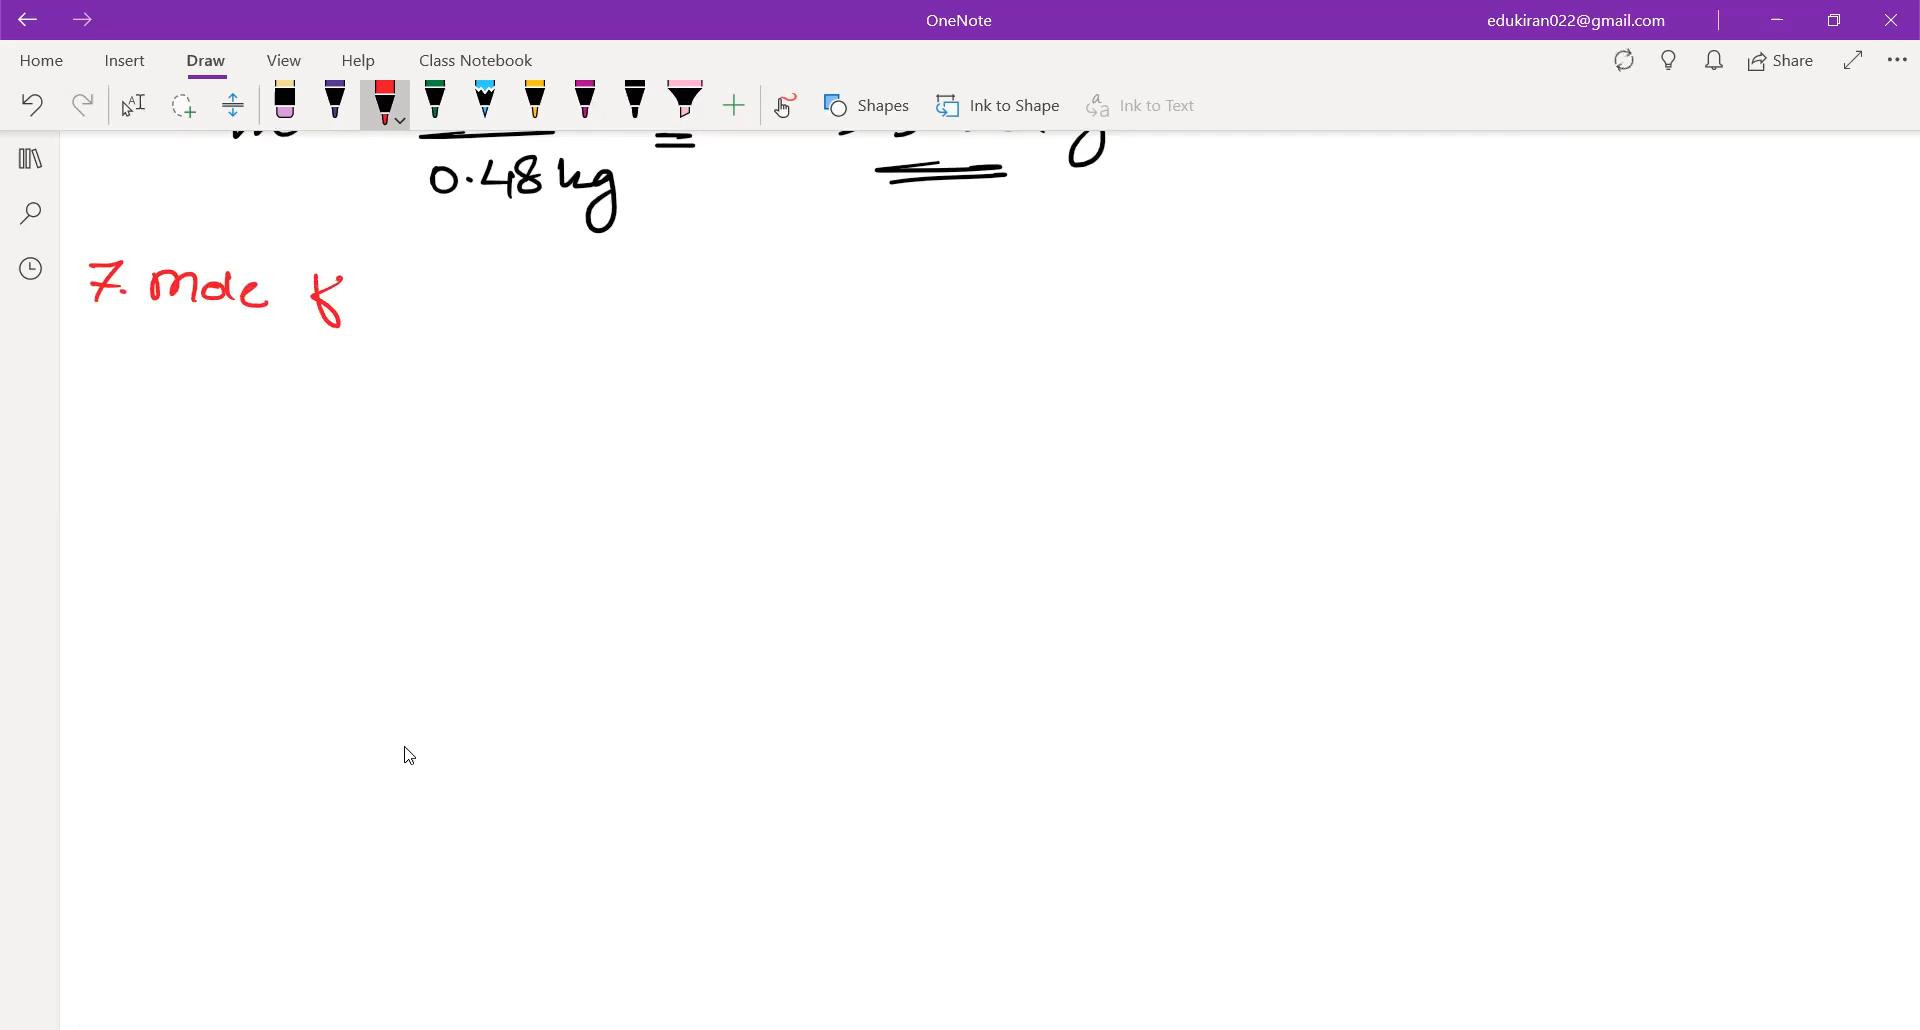 OneNote
edukiran022@gmail.com
Home Insert Draw View Help Class Notebook Share
Shapes Ink to Shape Ink to Text
=
0.48 kg
7. Mole f